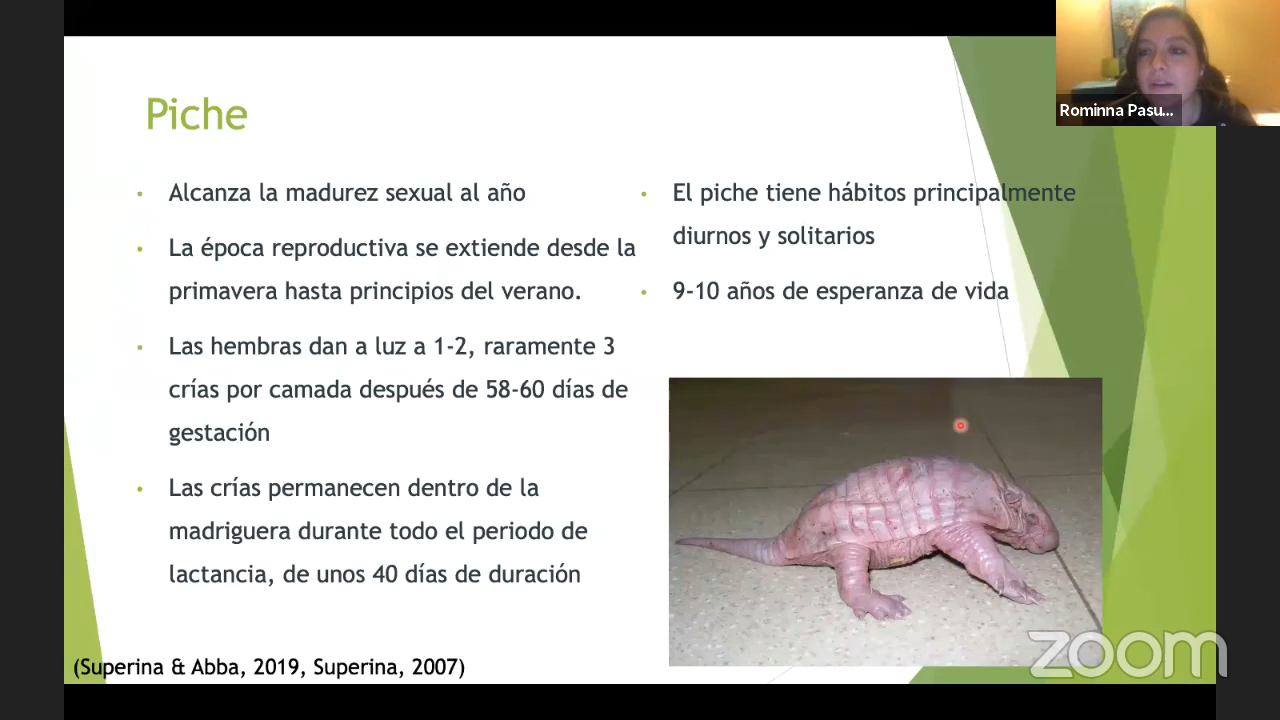 Piche
Alcanza la madurez sexual al año
La época reproductiva se extiende desde la
primavera hasta principios del verano.
Las hembras dan a luz a 1-2, raramente 3
crías por camada después de 58-60 días de
gestación
Las crías permanecen dentro de la
madriguera durante todo el periodo de
lactancia, de unos 40 días de duración
(Superina & Abba, 2019, Superina, 2007)
El piche tiene hábitos principalmente
diurnos y solitarios
9-10 años de esperanza de vida
Rominna Pasu...
zoom